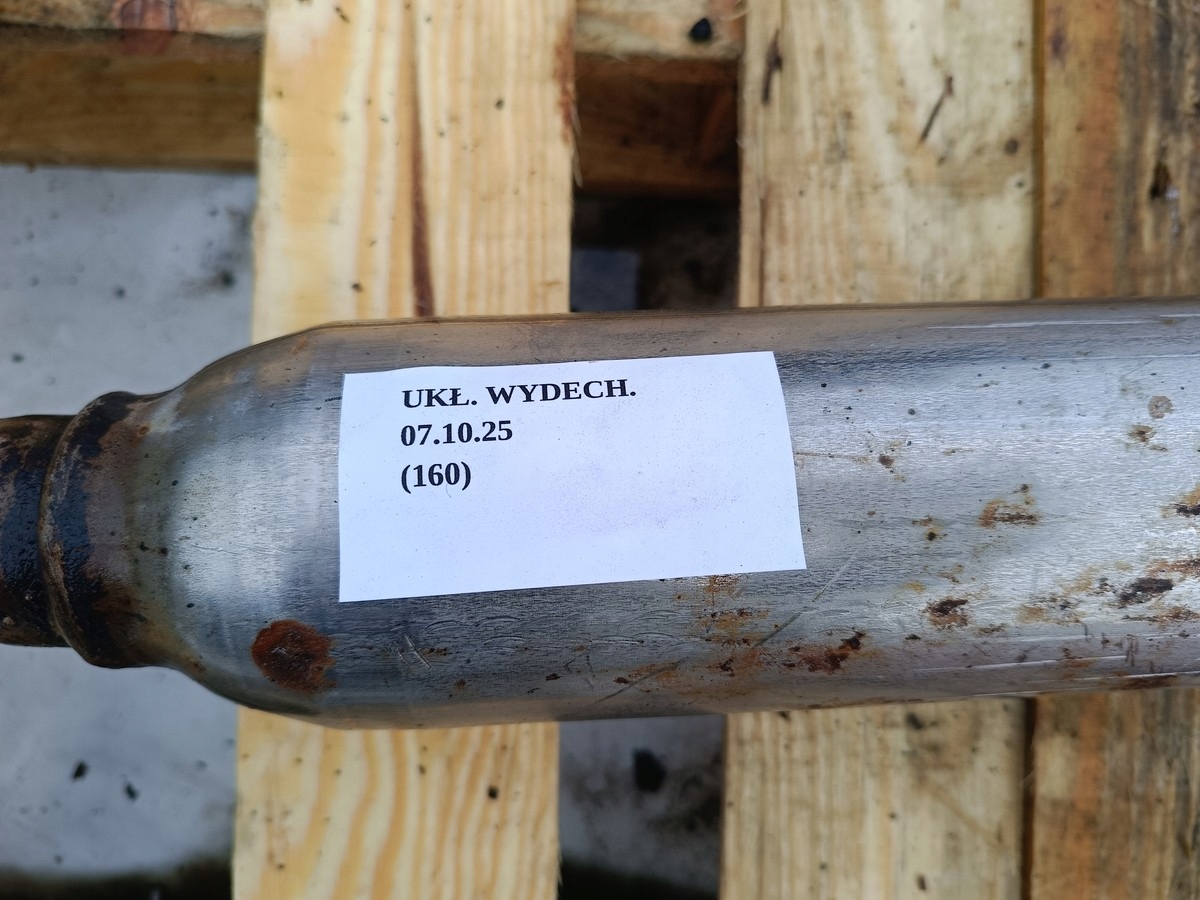 UKŁ. WYDECH.
07.10.25
(160)